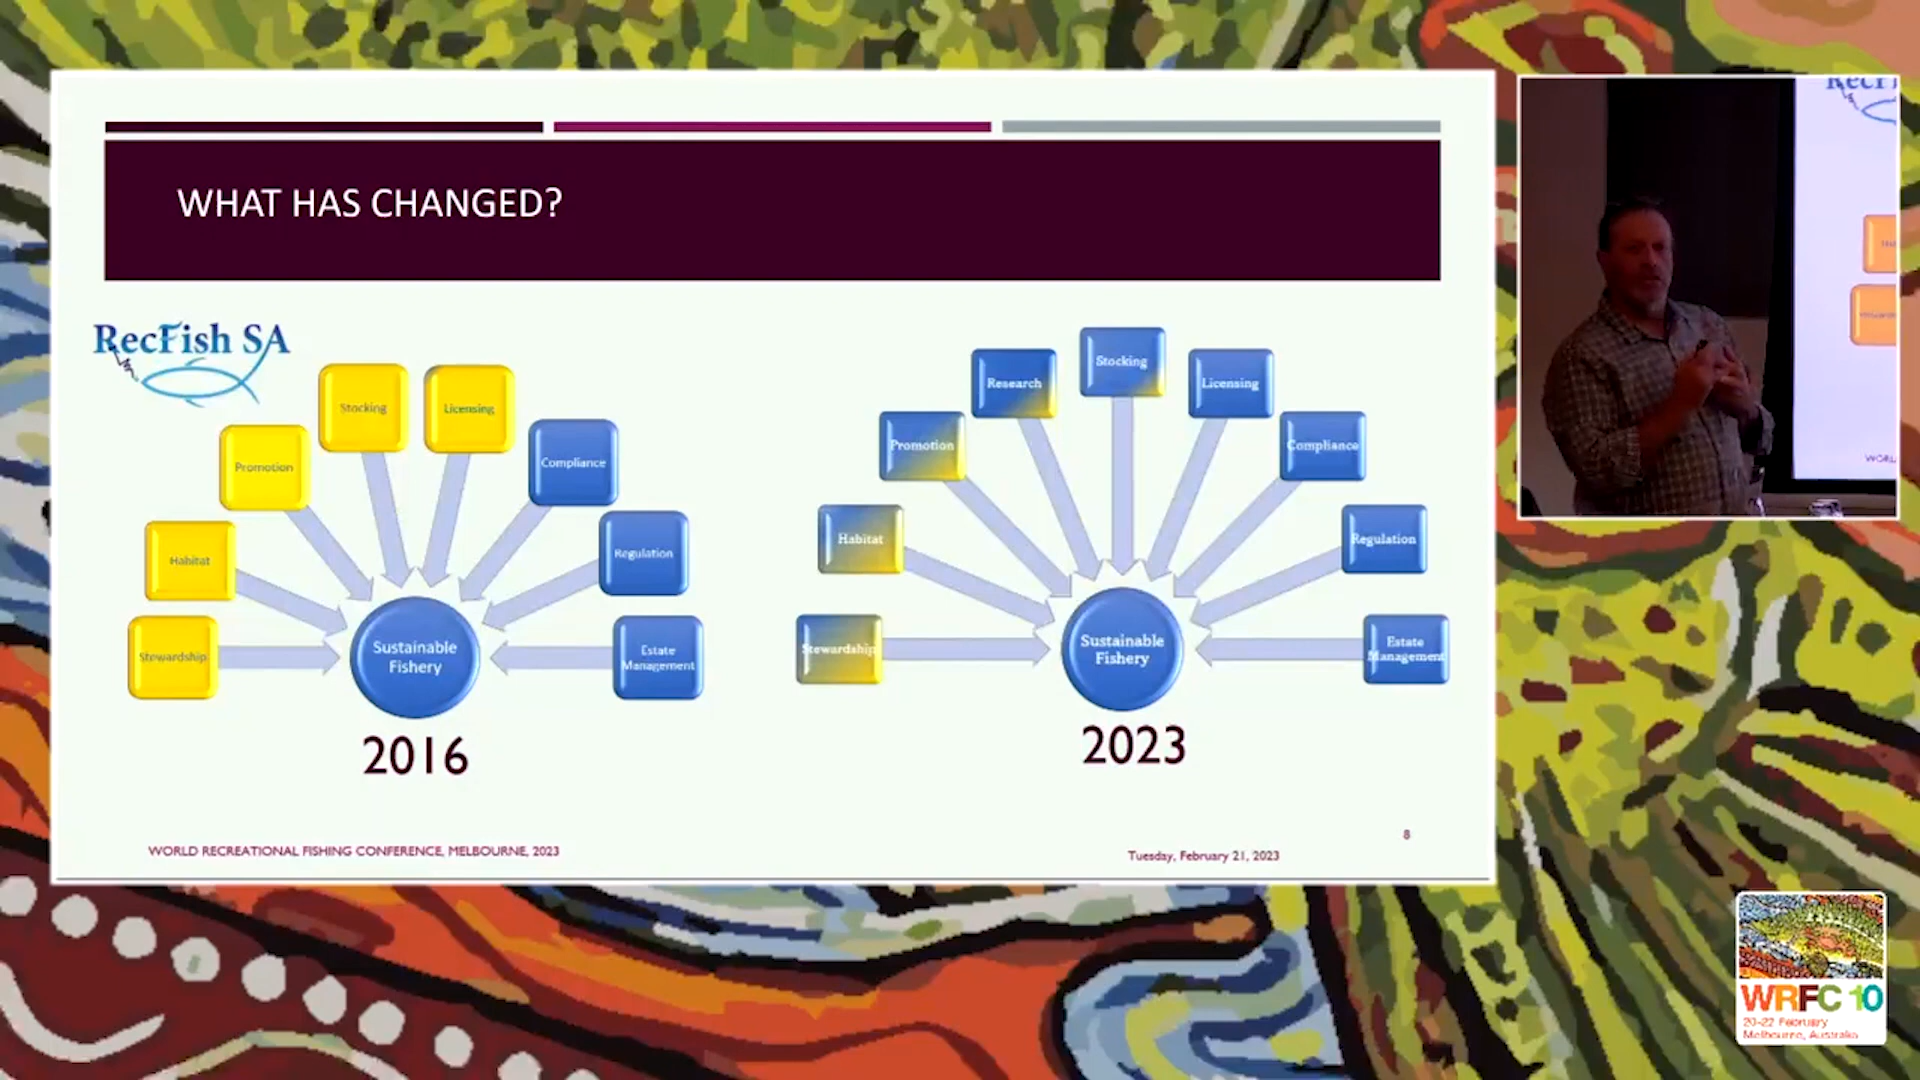 WHAT HAS CHANGED?
RecFish SA
Stocking
Licensing
Promotion
Compliance
Habitat
Regulation
Stewardship
Sustainable
Fishery
Estate
Management
2016
Stocking
Research
Licensing
Promotion
Compliance
Habitat
Regulation
Stewardship
Sustainable
Fishery
Estate
Management
2023
WORLD RECREATIONAL FISHING CONFERENCE, MELBOURNE, 2023
Tuesday, February 21, 2023
8
WRFC 10
20-22 February
Melbourne, Australia